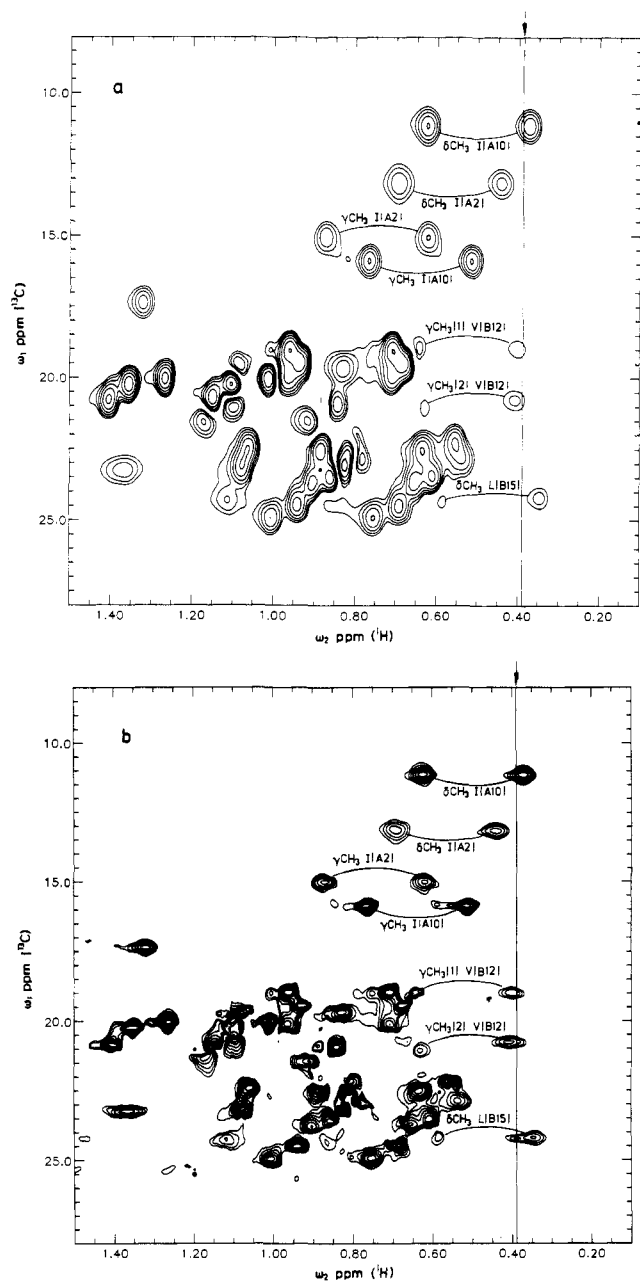 a
10.0
15.0
20.0
25.0
ω₁ ppm (¹³C)
δCH₃ I(A10)
δCH₃ I(A2)
γCH₃ I(A2)
γCH₃ I(A10)
γCH₃(1) V(B12)
γCH₃(2) V(B12)
δCH₃ L(B15)
1.40 1.20 1.00 0.80 0.60 0.40 0.20
ω₂ ppm (¹H)
b
10.0
15.0
20.0
25.0
ω₁ ppm (¹³C)
δCH₃ I(A10)
δCH₃ I(A2)
γCH₃ I(A2)
γCH₃ I(A10)
γCH₃(1) V(B12)
γCH₃(2) V(B12)
δCH₃ L(B15)
1.40 1.20 1.00 0.80 0.60 0.40 0.20
ω₂ ppm (¹H)